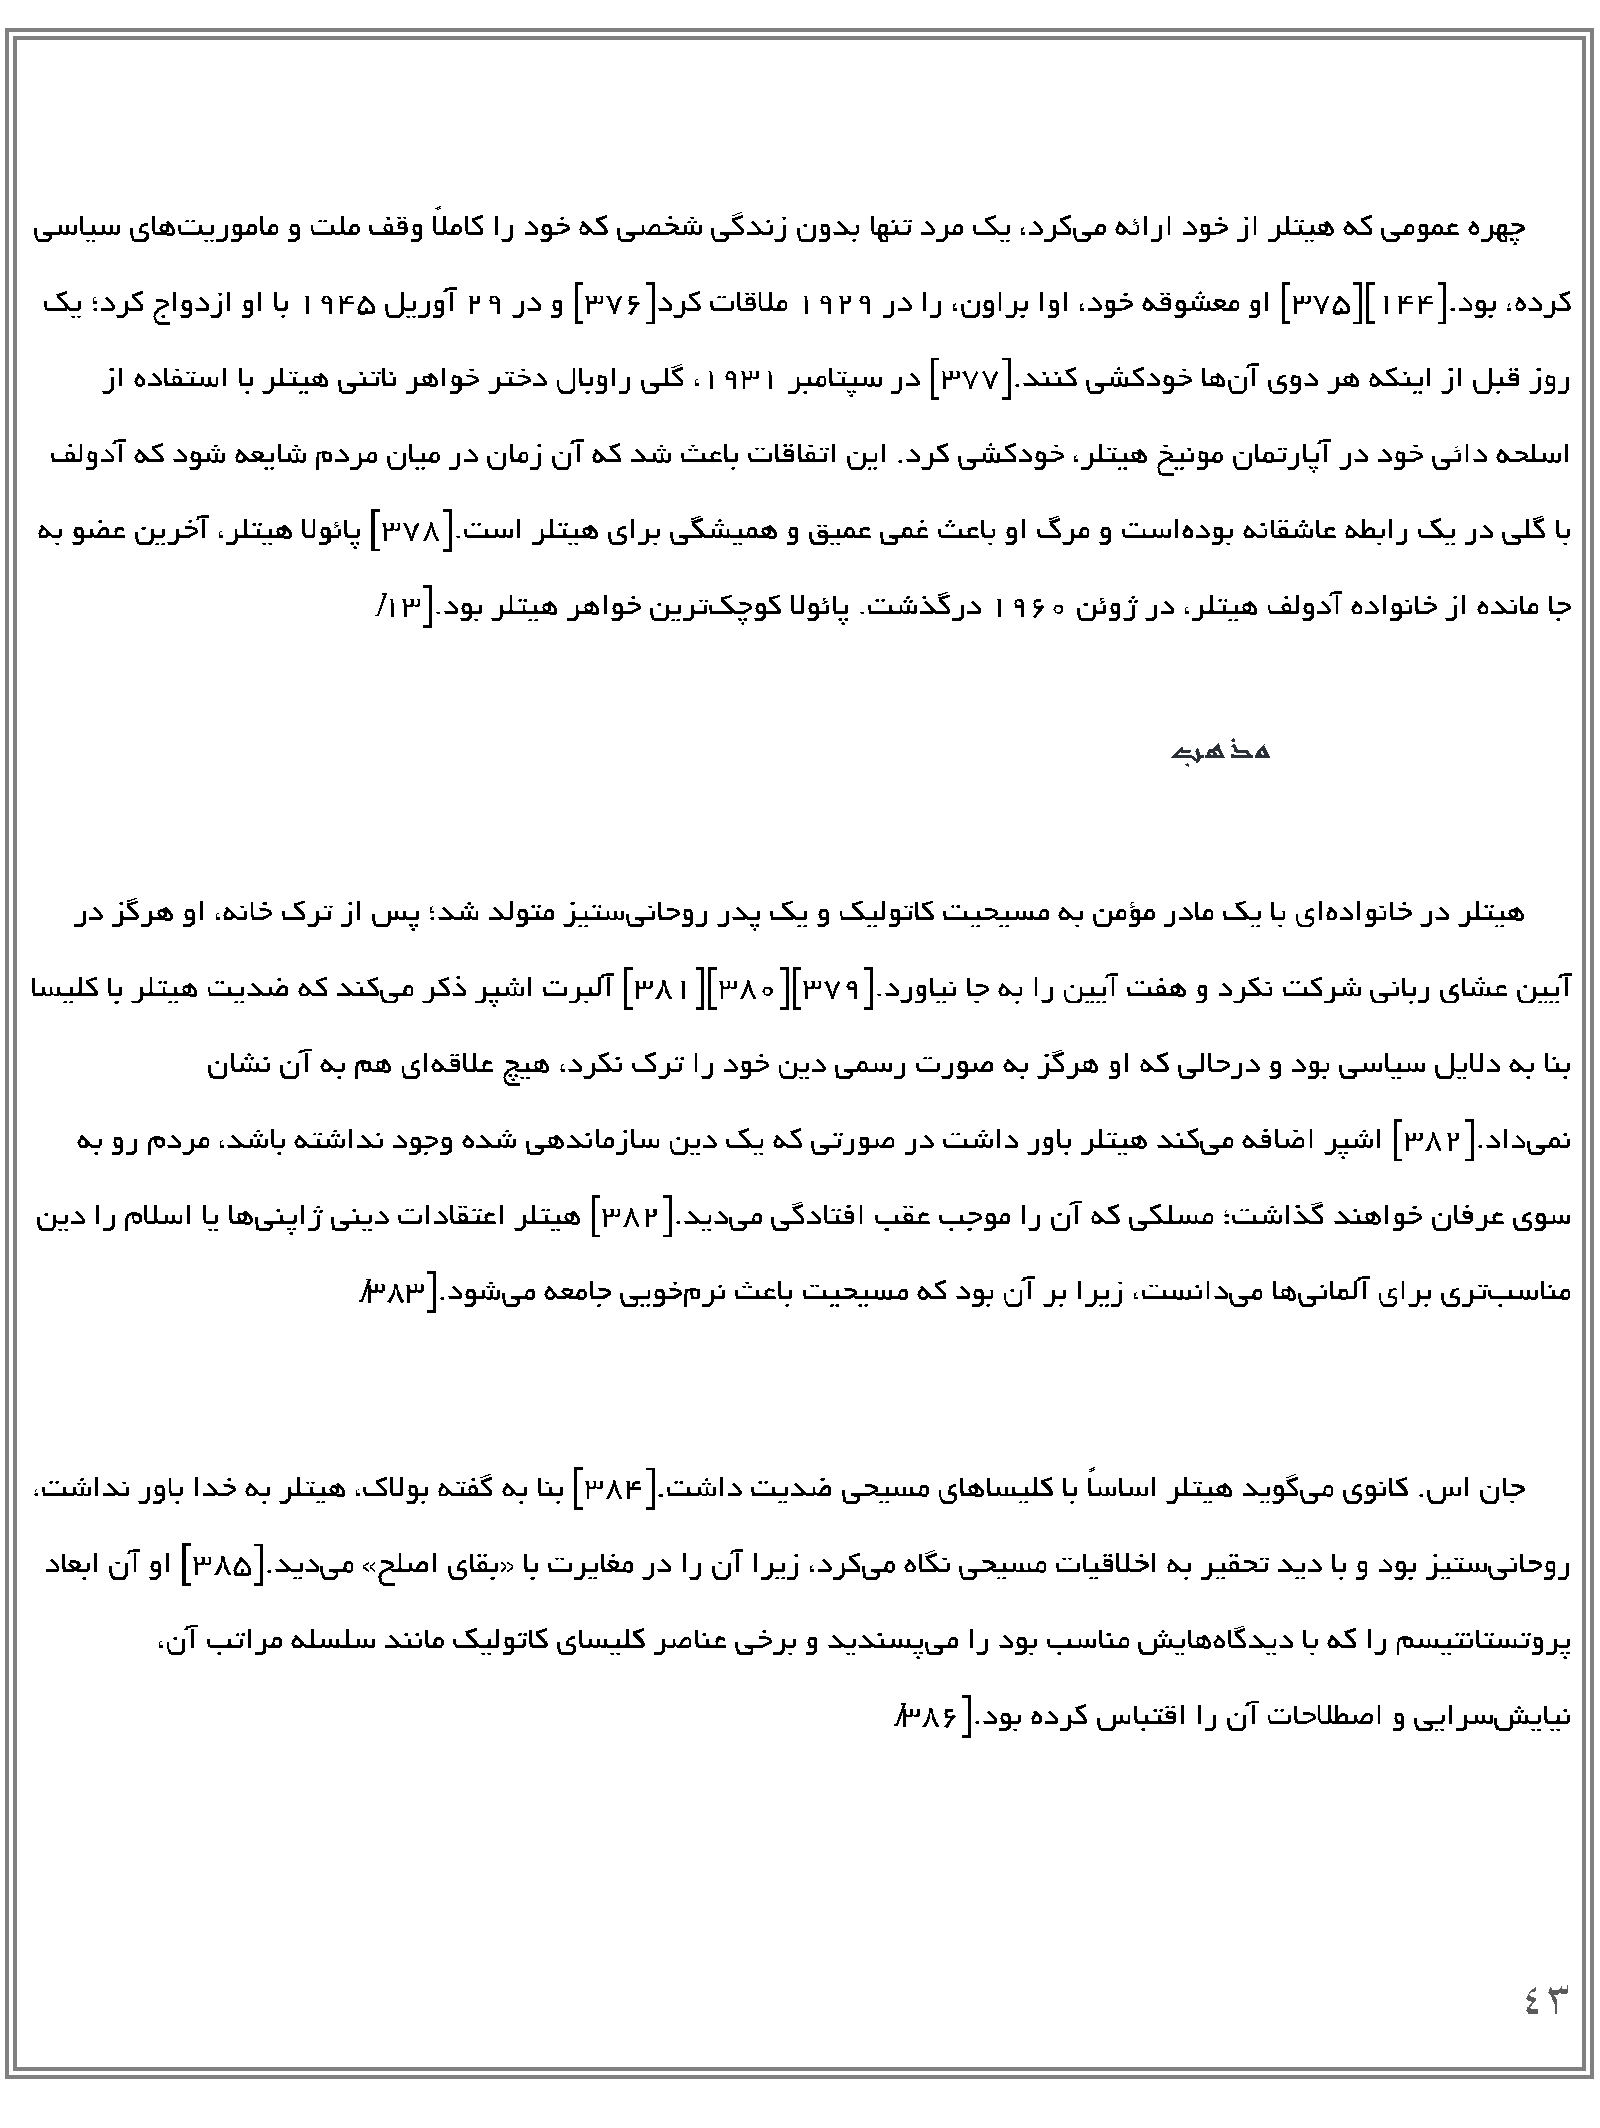 چهره عمومی که هیتلر از خود ارائه می‌کرد، یک مرد تنها بدون زندگی شخصی که خود را کاملاً وقف ملت و ماموریت‌های سیاسی
کرده، بود.[۱۴۴][۳۷۵] او معشوقه خود، اوا براون، را در ۱۹۲۹ ملاقات کرد[۳۷۶] و در ۲۹ آوریل ۱۹۴۵ با او ازدواج کرد؛ یک
روز قبل از اینکه هر دوی آن‌ها خودکشی کنند.[۳۷۷] در سپتامبر ۱۹۳۱، گلی راوبال دختر خواهر ناتنی هیتلر با استفاده از
اسلحه دائی خود در آپارتمان مونیخ هیتلر، خودکشی کرد. این اتفاقات باعث شد که آن زمان در میان مردم شایعه شود که آدولف
با گلی در یک رابطه عاشقانه بوده‌است و مرگ او باعث غمی عمیق و همیشگی برای هیتلر است.[۳۷۸] پائولا هیتلر، آخرین عضو به
جا مانده از خانواده آدولف هیتلر، در ژوئن ۱۹۶۰ درگذشت. پائولا کوچک‌ترین خواهر هیتلر بود.[۱۳/
مذهب
هیتلر در خانواده‌ای با یک مادر مؤمن به مسیحیت کاتولیک و یک پدر روحانی‌ستیز متولد شد؛ پس از ترک خانه، او هرگز در
آیین عشای ربانی شرکت نکرد و هفت آیین را به جا نیاورد.[۳۷۹][۳۸۰][۳۸۱] آلبرت اشپر ذکر می‌کند که ضدیت هیتلر با کلیسا
بنا به دلایل سیاسی بود و درحالی که او هرگز به صورت رسمی دین خود را ترک نکرد، هیچ علاقه‌ای هم به آن نشان
نمی‌داد.[۳۸۲] اشپر اضافه می‌کند هیتلر باور داشت در صورتی که یک دین سازماندهی شده وجود نداشته باشد، مردم رو به
سوی عرفان خواهند گذاشت؛ مسلکی که آن را موجب عقب افتادگی می‌دید.[۳۸۲] هیتلر اعتقادات دینی ژاپنی‌ها یا اسلام را دین
مناسب‌تری برای آلمانی‌ها می‌دانست، زیرا بر آن بود که مسیحیت باعث نرم‌خویی جامعه می‌شود.[۳۸۳/
جان اس. کانوی می‌گوید هیتلر اساساً با کلیساهای مسیحی ضدیت داشت.[۳۸۴] بنا به گفته بولاک، هیتلر به خدا باور نداشت،
روحانی‌ستیز بود و با دید تحقیر به اخلاقیات مسیحی نگاه می‌کرد، زیرا آن را در مغایرت با «بقای اصلح» می‌دید.[۳۸۵] او آن ابعاد
پروتستانتیسم را که با دیدگاه‌هایش مناسب بود را می‌پسندید و برخی عناصر کلیسای کاتولیک مانند سلسله مراتب آن،
نیایش‌سرایی و اصطلاحات آن را اقتباس کرده بود.[۳۸۶/
٤٣